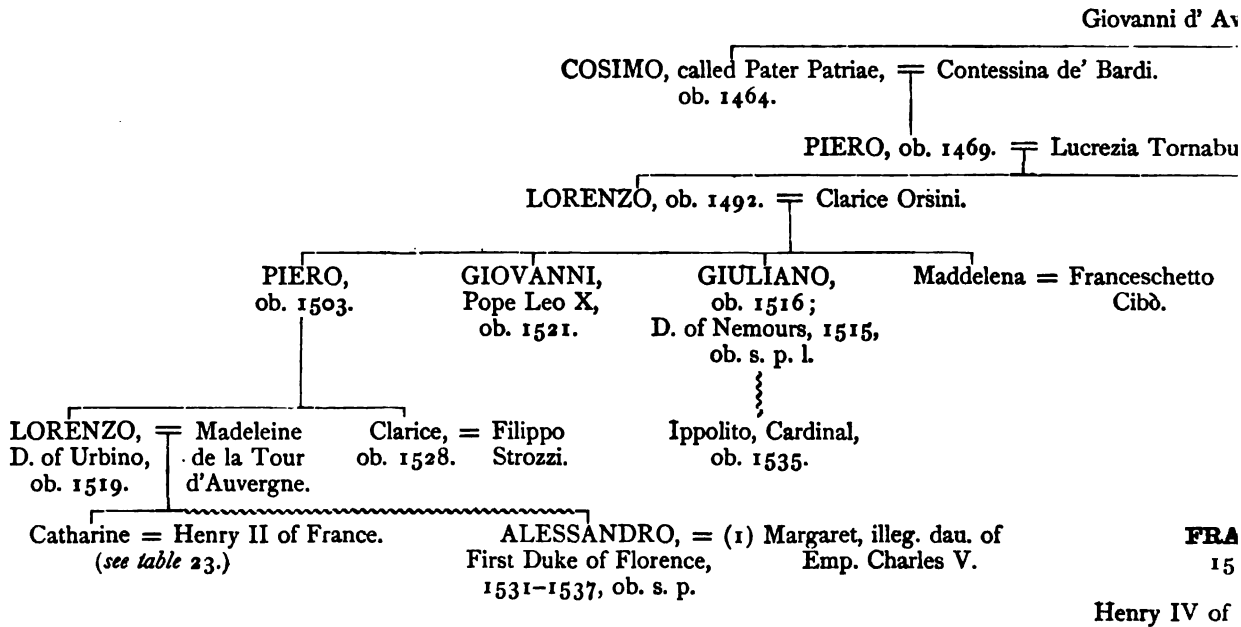 Giovanni d'
COSIMO, called Pater Patriae, = Contessina de' Bardi.
ob. 1464.
PIERO, ob. 1469. = Lucrezia
LORENZO, ob. 1492. = Clarice Orsini.
PIERO, GIOVANNI, GIULIANO, Maddelena = Franceschetto
ob. 1503. Pope Leo X, ob. 1516; Cibò.
ob. 1521. D. of Nemours, 1515,
ob. s. p. l.
LORENZO, = Madeleine Clarice, = Filippo Ippolito, Cardinal,
D. of Urbino, de la Tour ob. 1528. Strozzi. ob. 1535.
ob. 1519. d'Auvergne.
Catharine = Henry II of France. ALESSANDRO, = (1) Margaret, illeg. dau. of
(see table 23.) First Duke of Florence, Emp. Charles V.
1531–1537, ob. s. p.
Henry IV of